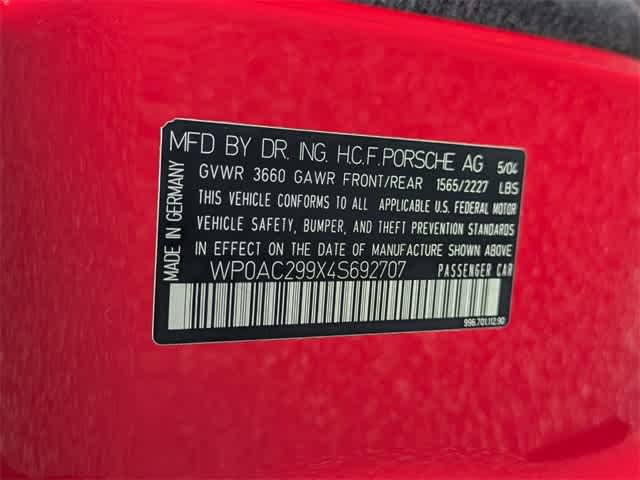 MFD BY DR. ING. H.C.F. PORSCHE AG 5/04
GVWR 3660 GAWR FRONT/REAR 1565/2227 LBS
THIS VEHICLE CONFORMS TO ALL APPLICABLE U.S. FEDERAL MOTOR
VEHICLE SAFETY, BUMPER, AND THEFT PREVENTION STANDARDS
IN EFFECT ON THE DATE OF MANUFACTURE SHOWN ABOVE
WP0AC299X4S692707 PASSENGER CAR
MADE IN GERMANY
996.701.112.90